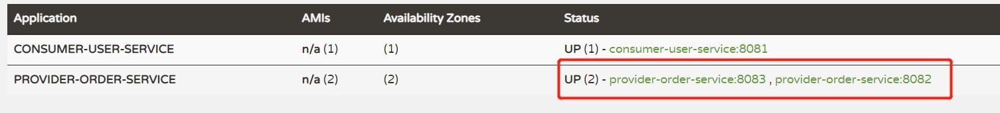 Application AMIs Availability Zones Status
CONSUMER-USER-SERVICE n/a (1) (1) UP (1) - consumer-user-service:8081
PROVIDER-ORDER-SERVICE n/a (2) (2) UP (2) - provider-order-service:8083 , provider-order-service:8082